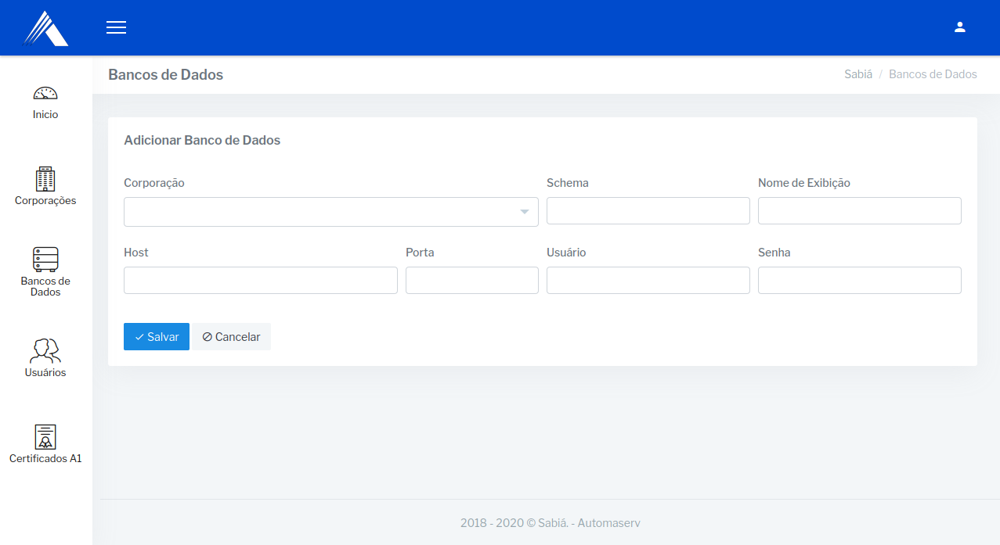 Bancos de Dados
Sabiá / Bancos de Dados
Inicio
Corporações
Bancos de
Dados
Usuários
Certificados A1
Adicionar Banco de Dados
Corporação
Schema
Nome de Exibição
Host
Porta
Usuário
Senha
Salvar
Cancelar
2018 - 2020 © Sabiá. - Automaserv